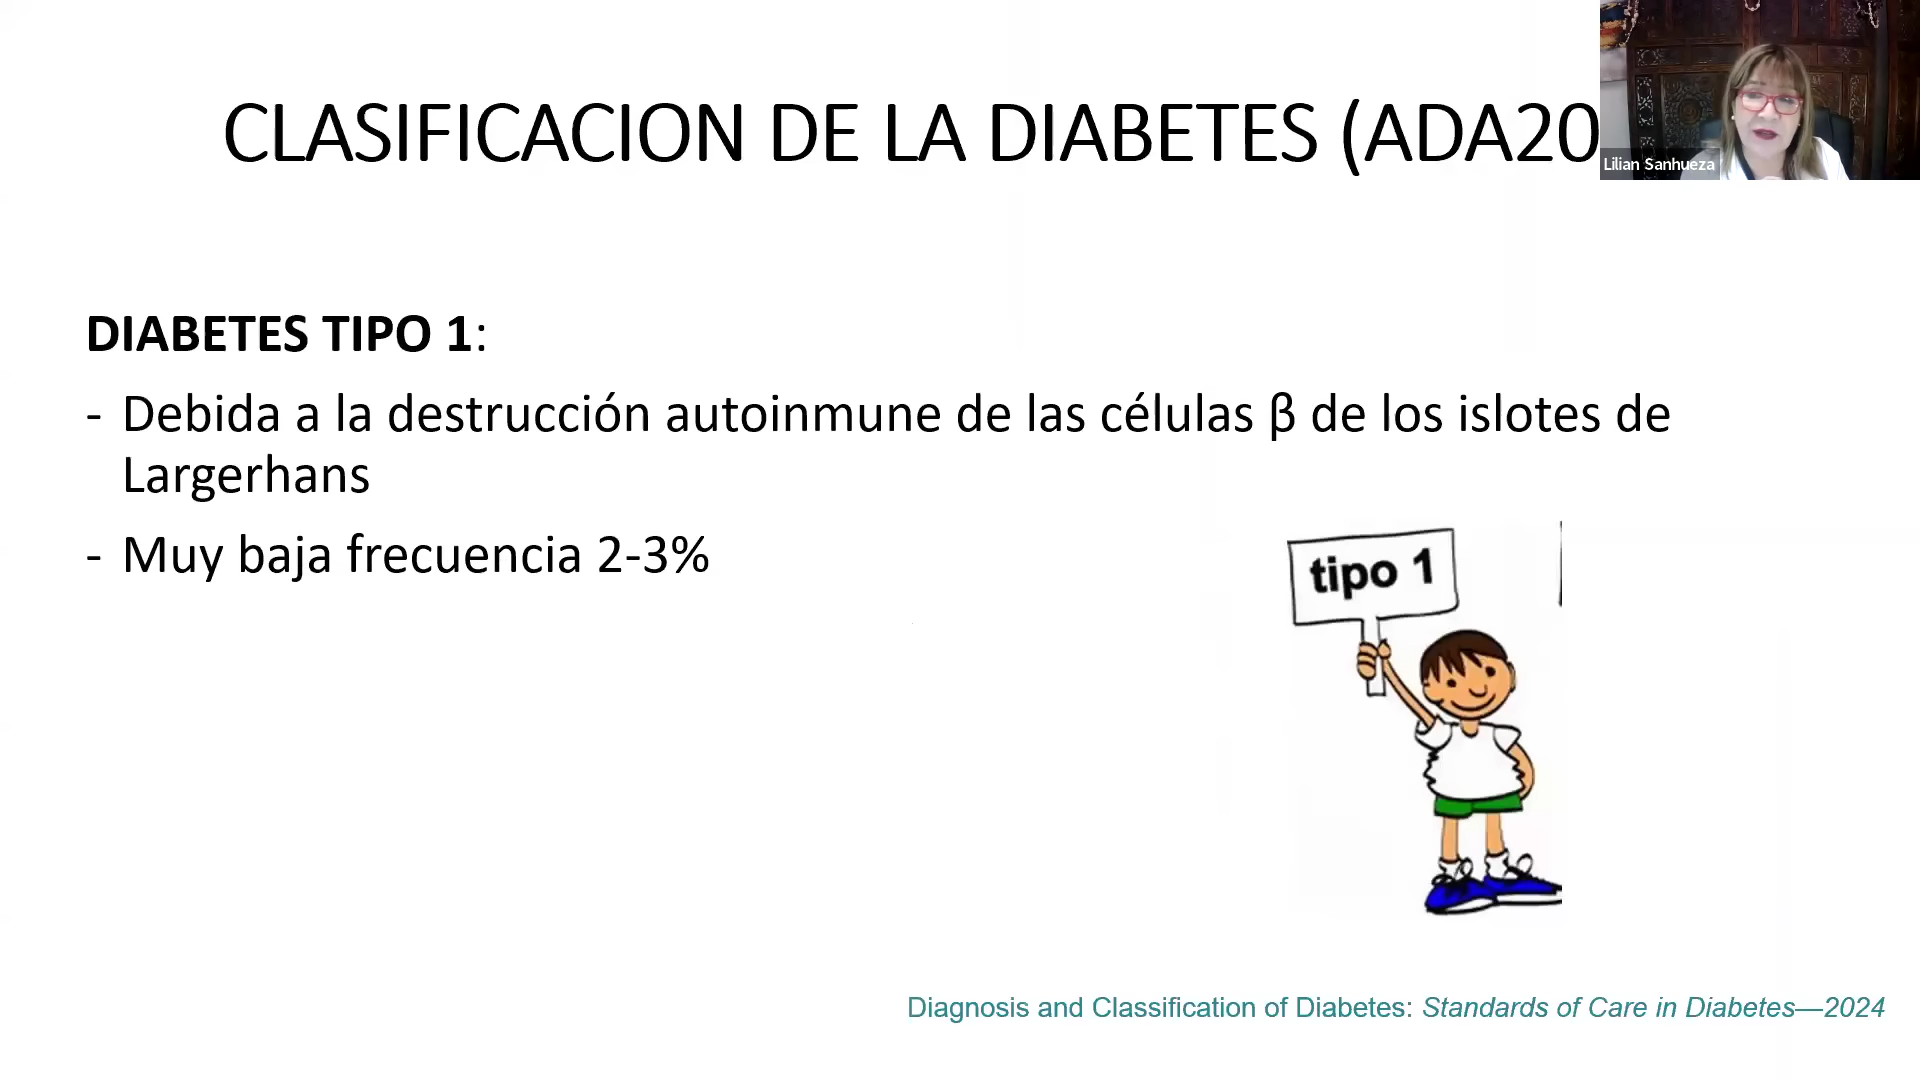 CLASIFICACION DE LA DIABETES (ADA20
Lilian Sanhueza
DIABETES TIPO 1:
- Debida a la destrucción autoinmune de las células β de los islotes de
Largerhans
- Muy baja frecuencia 2-3%
tipo 1
Diagnosis and Classification of Diabetes: Standards of Care in Diabetes—2024